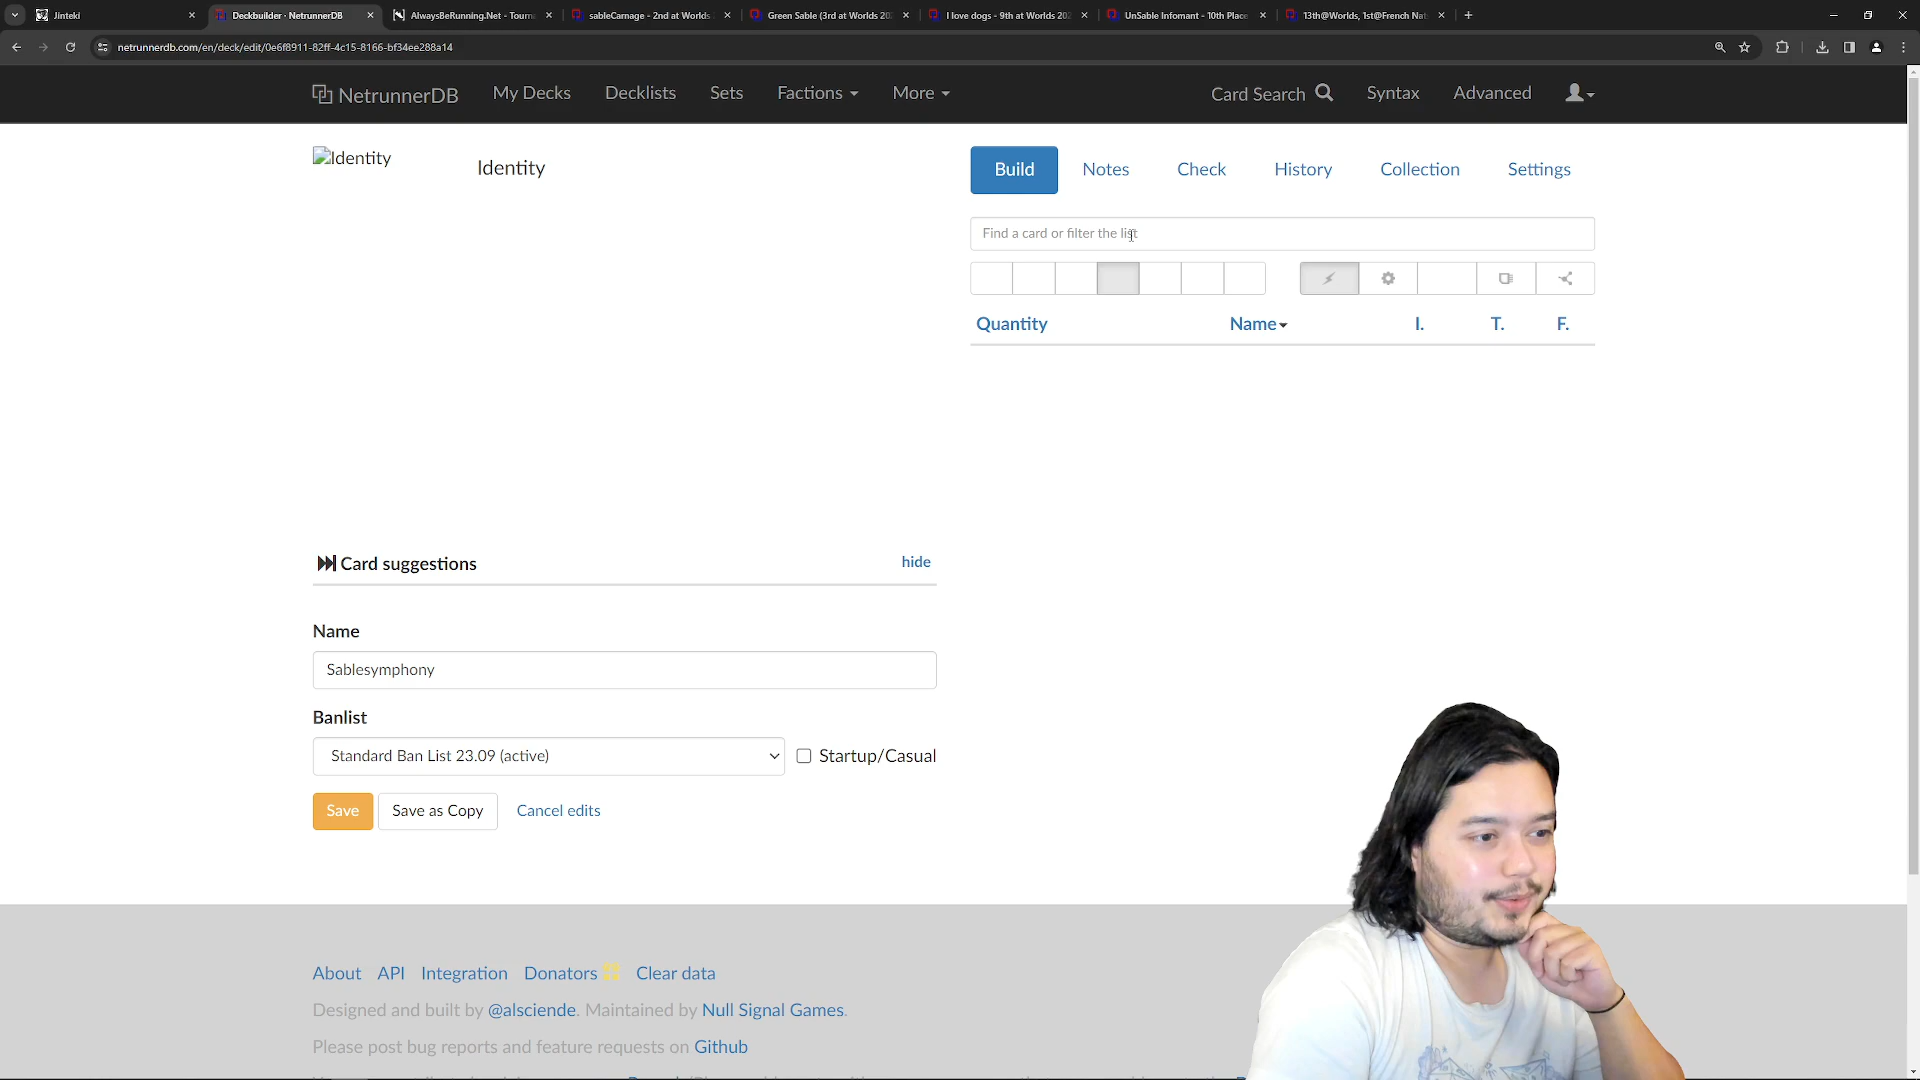 Jinteki
Deckbuilder · NetrunnerDB
AlwaysBeRunning.Net - Tourna
sableCarnage - 2nd at Worlds
Green Sable (3rd at Worlds 20
I love dogs - 9th at Worlds 202
UnSable Infomant - 10th Place
13th@Worlds, 1st@French Nat
netrunnerdb.com/en/deck/edit/0e6f8911-82ff-4c15-8166-bf34ee288a14
NetrunnerDB
My Decks
Decklists
Sets
Factions
More
Card Search
Syntax
Advanced
Identity
Identity
Build
Notes
Check
History
Collection
Settings
Find a card or filter the list
Quantity
Name
I.
T.
F.
Card suggestions
hide
Name
Sablesymphony
Banlist
Standard Ban List 23.09 (active)
Startup/Casual
Save
Save as Copy
Cancel edits
About API Integration Donators Clear data
Designed and built by @alsciende. Maintained by Null Signal Games.
Please post bug reports and feature requests on Github